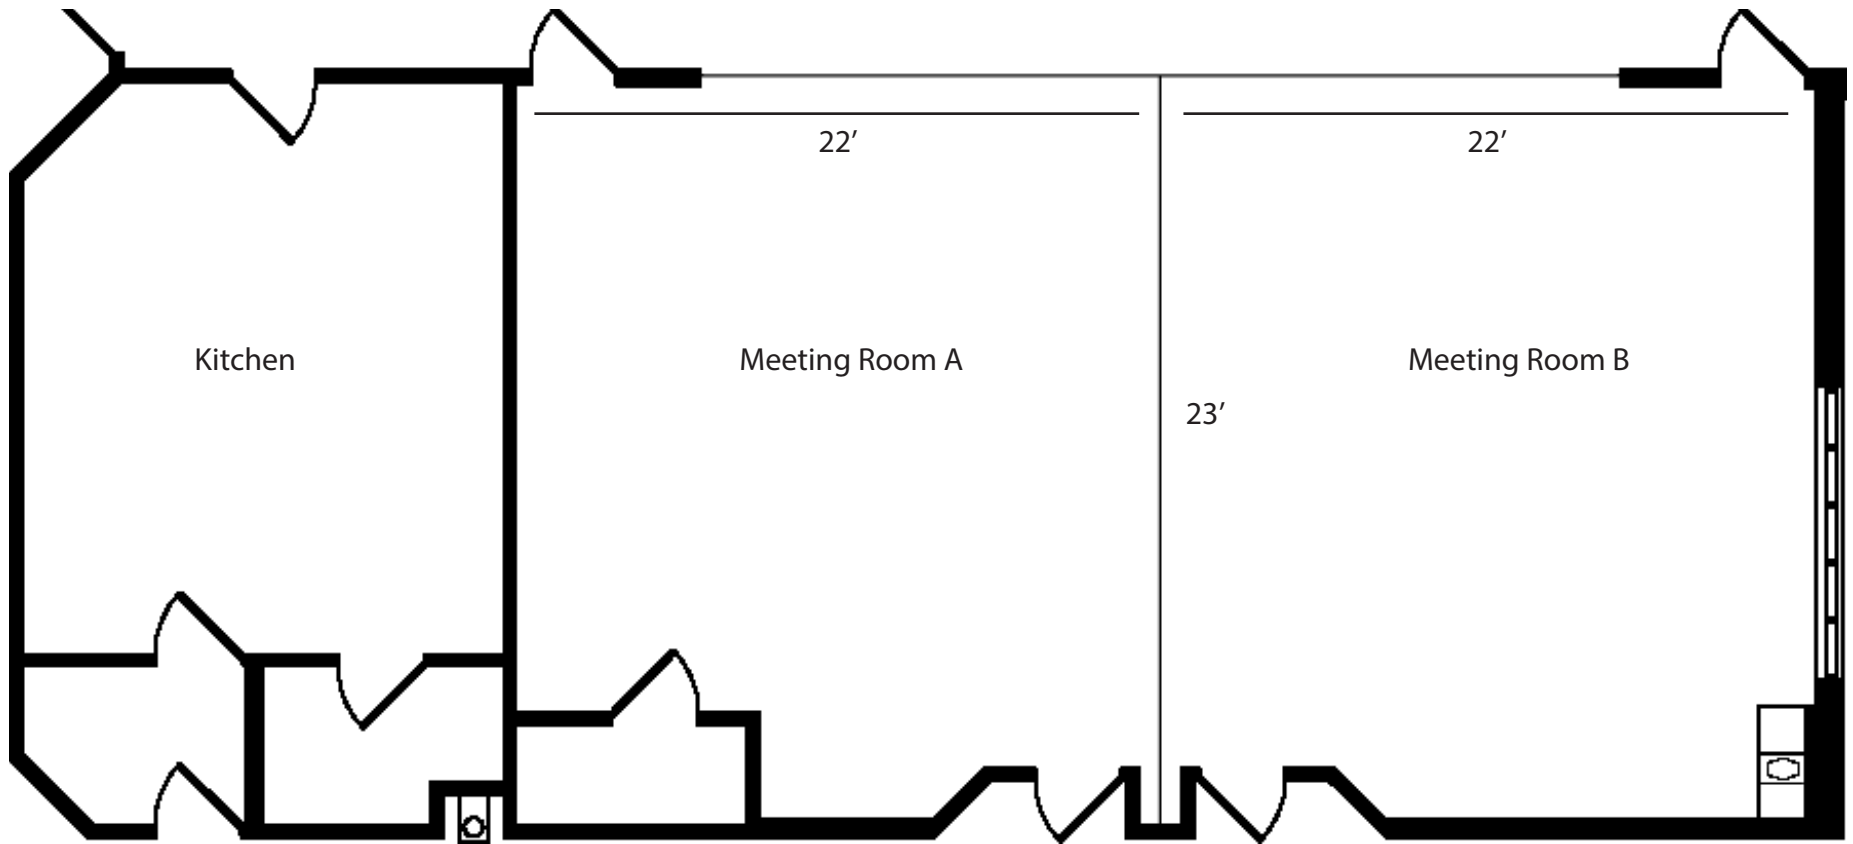 22’
22’
Kitchen
Meeting Room A
Meeting Room B
23’